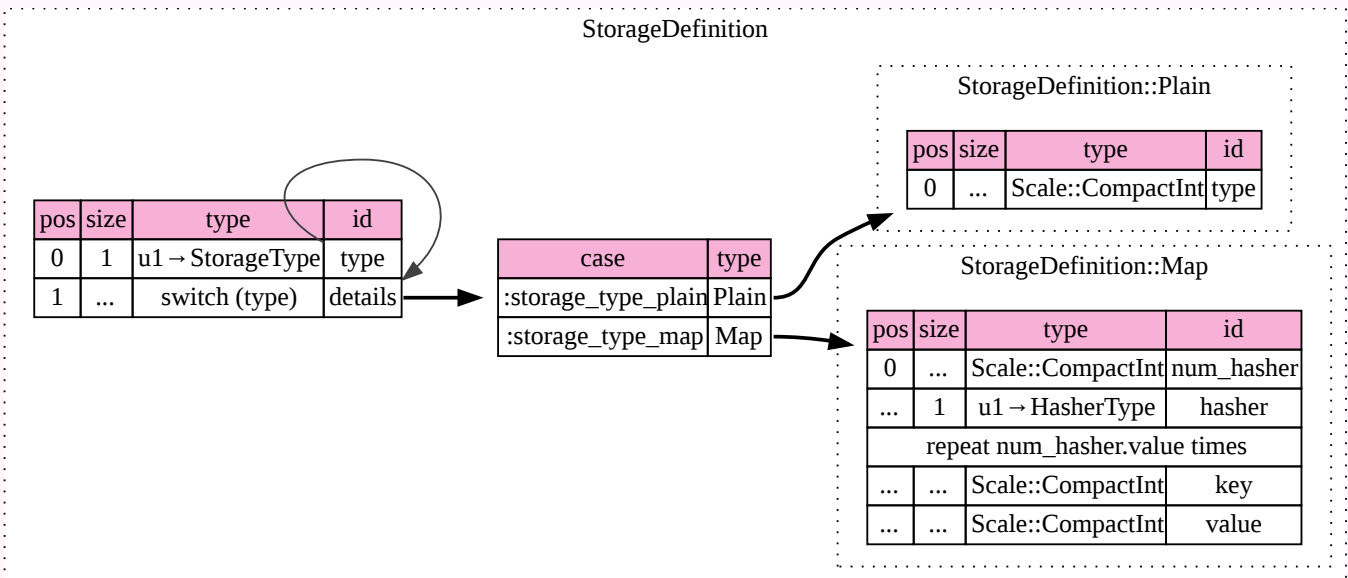 StorageDefinition
pos size type id
0 1 u1→StorageType type
1 ... switch (type) details
case type
:storage_type_plain Plain
:storage_type_map Map
StorageDefinition::Plain
pos size type id
0 ... Scale::CompactInt type
StorageDefinition::Map
pos size type id
0 ... Scale::CompactInt num_hasher
... 1 u1→HasherType hasher
repeat num_hasher.value times
... ... Scale::CompactInt key
... ... Scale::CompactInt value